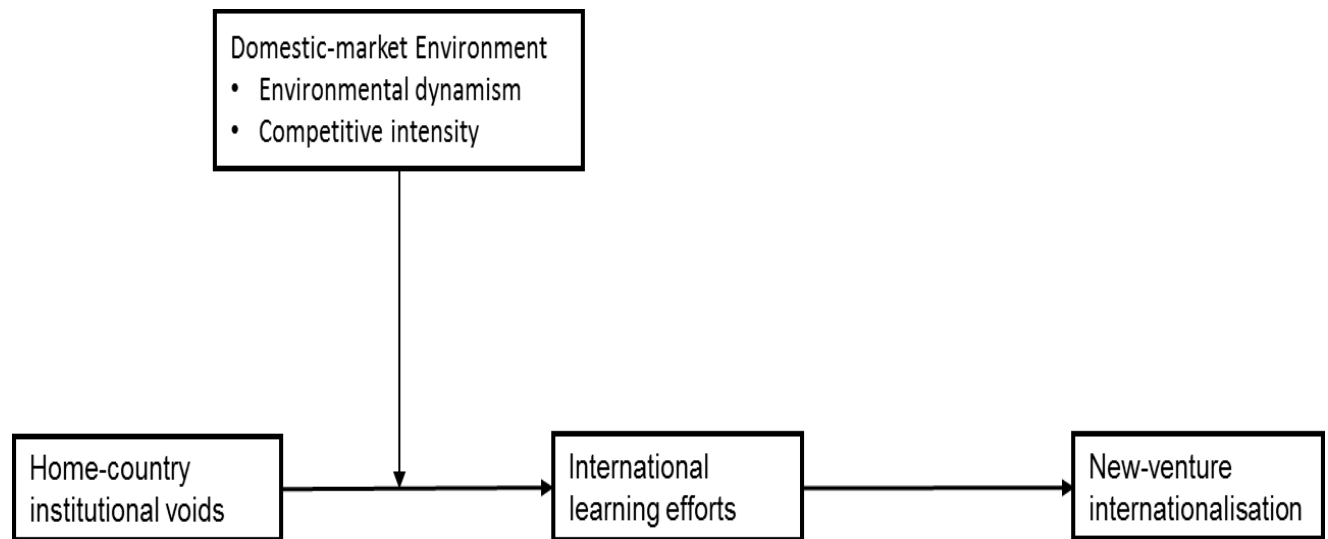 Domestic-market Environment
• Environmental dynamism
• Competitive intensity
Home-country
institutional voids
International
learning efforts
New-venture
internationalisation